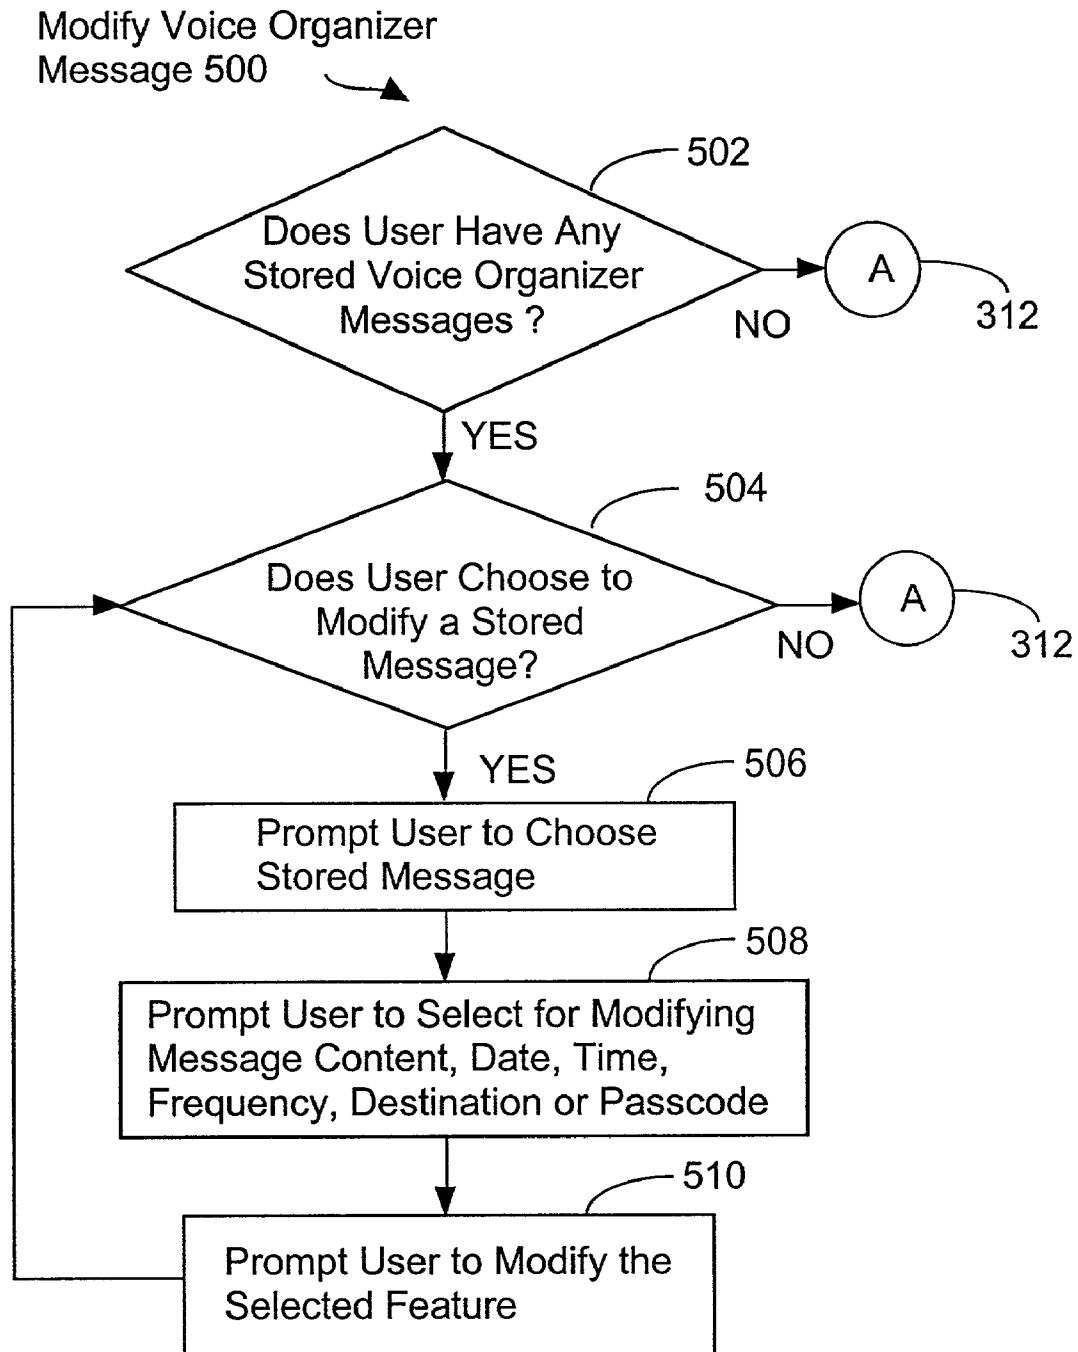 Modify Voice Organizer
Message 500
502
Does User Have Any
Stored Voice Organizer
Messages ?
A
NO
312
YES
504
Does User Choose to
Modify a Stored
Message?
A
NO
312
YES
506
Prompt User to Choose
Stored Message
508
Prompt User to Select for Modifying
Message Content, Date, Time,
Frequency, Destination or Passcode
510
Prompt User to Modify the
Selected Feature